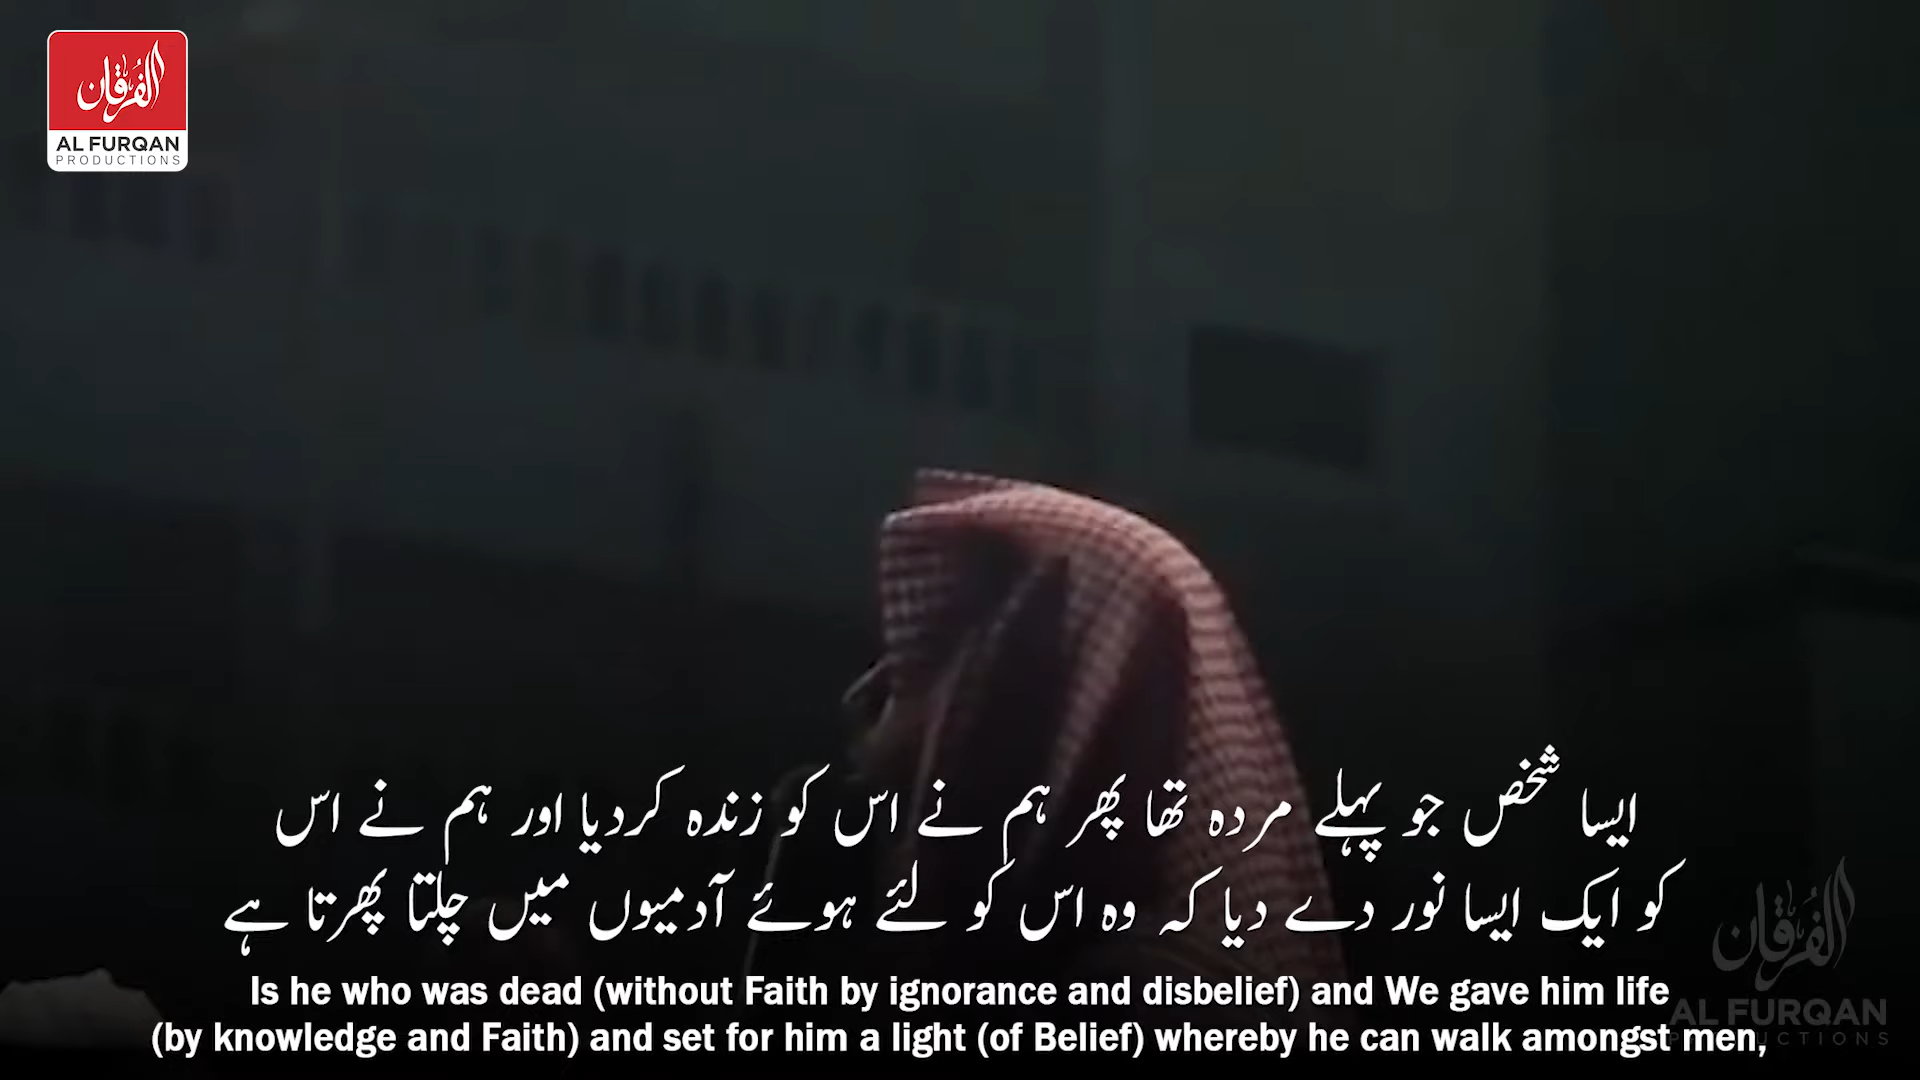 الفرقان
AL FURQAN
PRODUCTIONS
ایسا شخص جو پہلے مردہ تھا پھر ہم نے اس کو زندہ کردیا اور ہم نے اس
کو ایک ایسا نور دے دیا کہ وہ اس کو لئے ہوئے آدمیوں میں چلتا پھرتا ہے
Is he who was dead (without Faith by ignorance and disbelief) and We gave him life
(by knowledge and Faith) and set for him a light (of Belief) whereby he can walk amongst men,
الفرقان
AL FURQAN
PRODUCTIONS